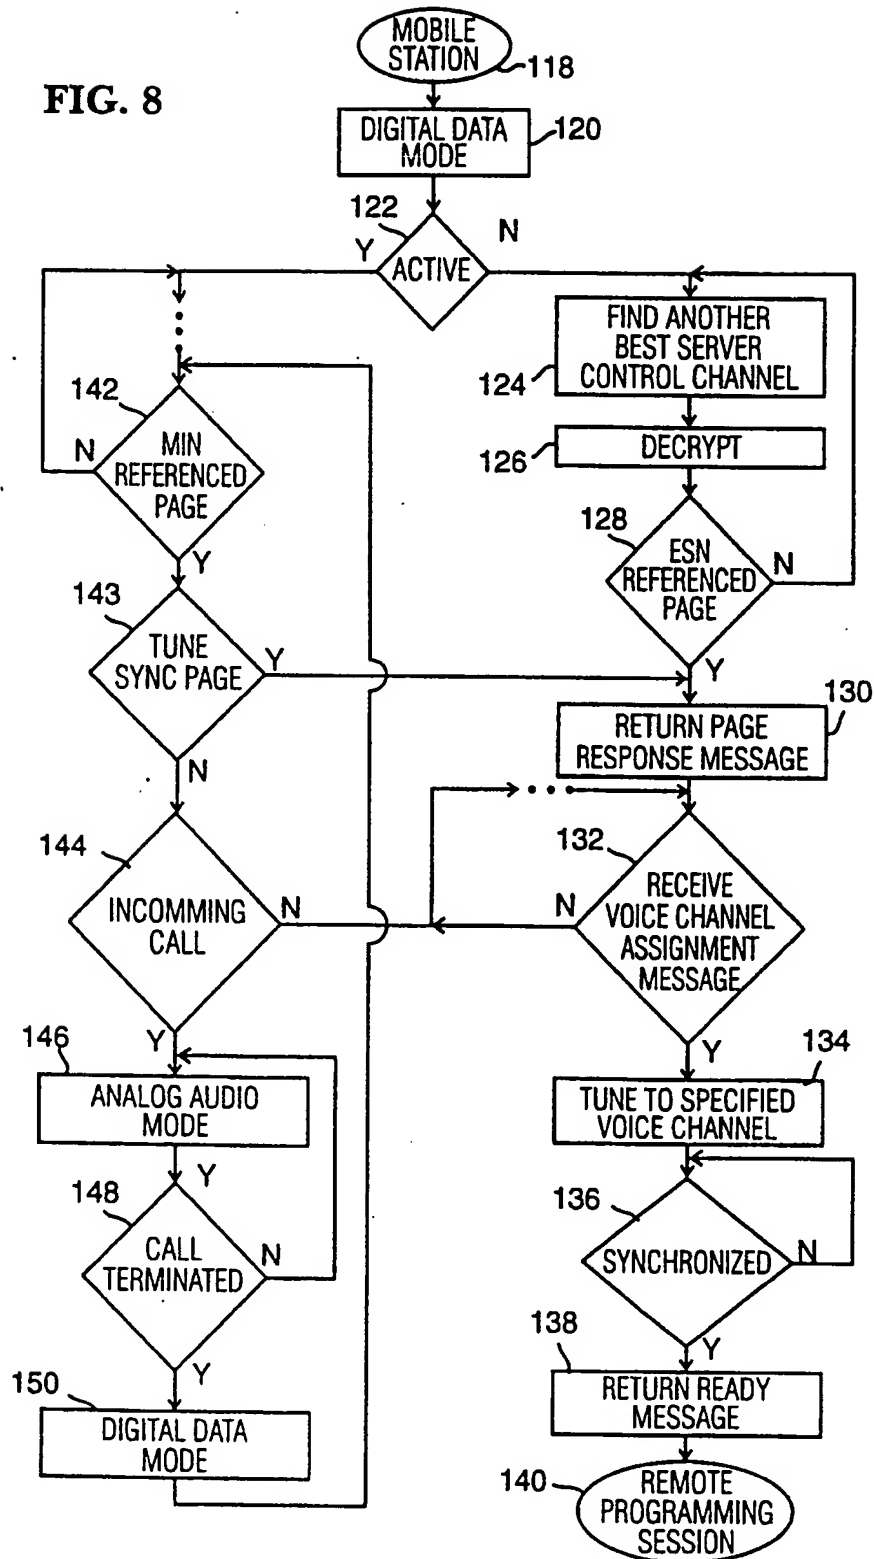 MOBILE
STATION
118
FIG. 8
DIGITAL DATA
MODE
120
122
Y
N
ACTIVE
FIND ANOTHER
BEST SERVER
CONTROL CHANNEL
124
142
MIN
REFERENCED
PAGE
N
Y
DECRYPT
126
128
ESN
REFERENCED
PAGE
N
Y
143
TUNE
SYNC PAGE
Y
N
130
RETURN PAGE
RESPONSE MESSAGE
144
INCOMMING
CALL
N
Y
132
RECEIVE
VOICE CHANNEL
ASSIGNMENT
MESSAGE
N
Y
146
ANALOG AUDIO
MODE
Y
134
TUNE TO SPECIFIED
VOICE CHANNEL
148
CALL
TERMINATED
N
Y
136
SYNCHRONIZED
N
Y
150
DIGITAL DATA
MODE
138
RETURN READY
MESSAGE
140
REMOTE
PROGRAMMING
SESSION